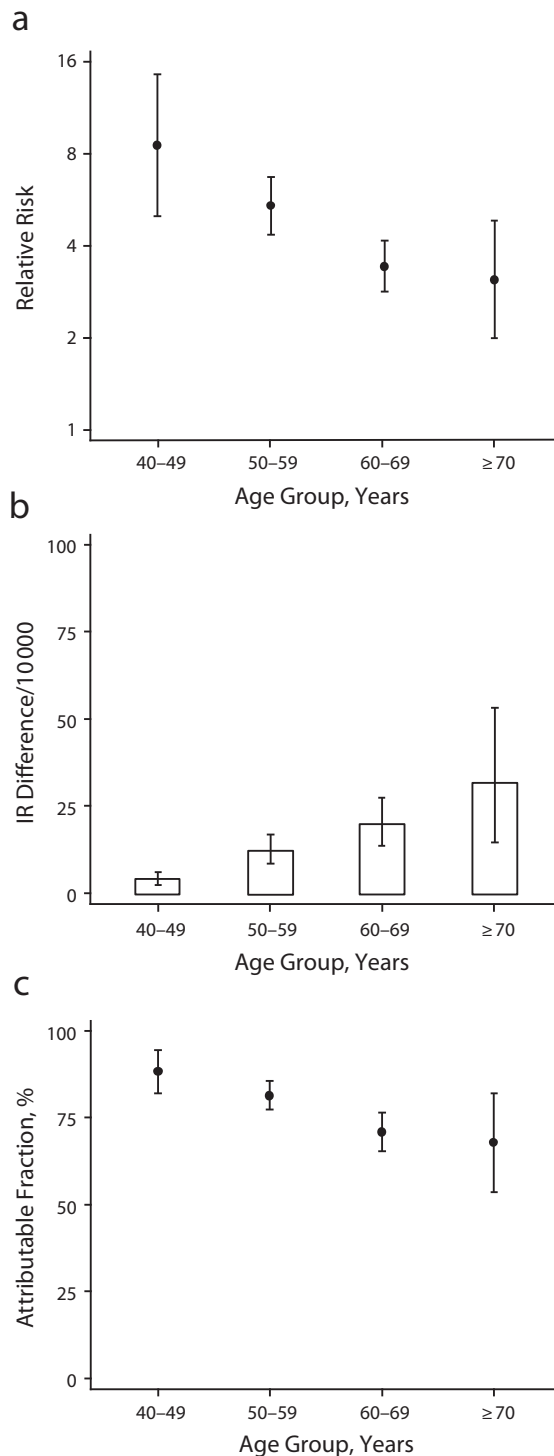 a
16
8
4
2
1
Relative Risk
40–49 50–59 60–69 ≥70
Age Group, Years
b
100
75
50
25
0
IR Difference/10000
40–49 50–59 60–69 ≥70
Age Group, Years
c
100
75
50
25
0
Attributable Fraction, %
40–49 50–59 60–69 ≥70
Age Group, Years